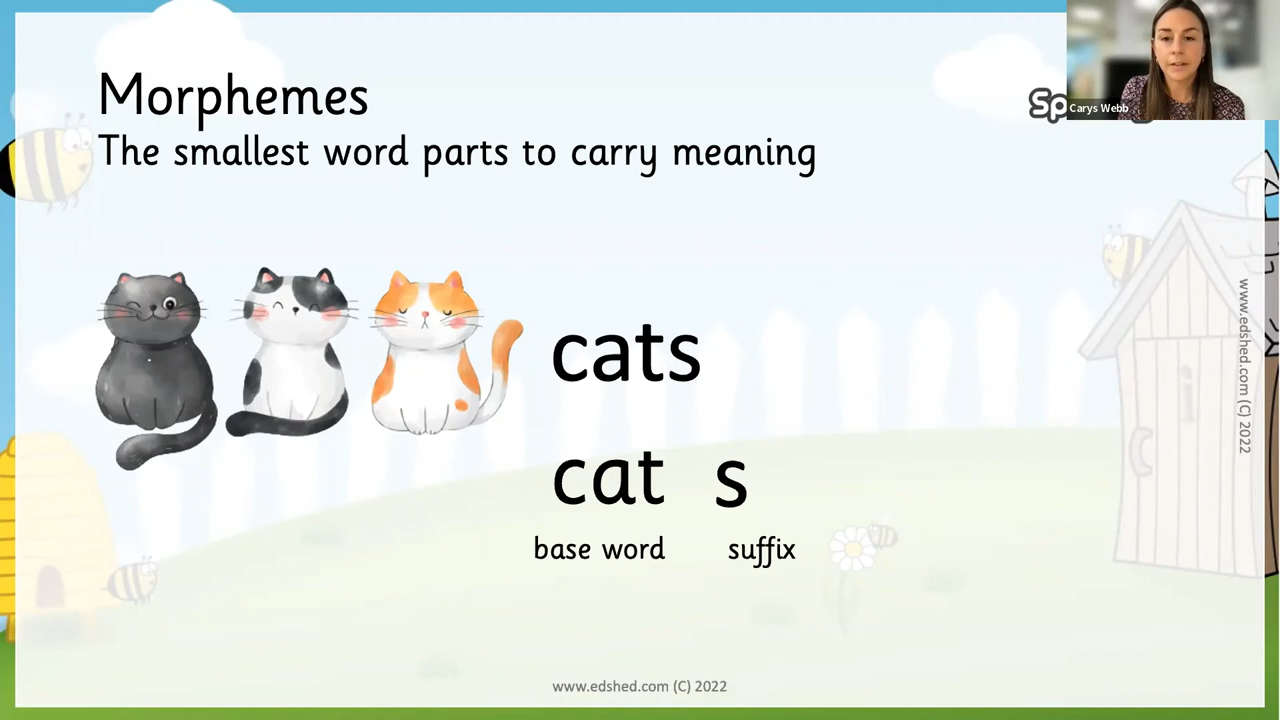 Morphemes
The smallest word parts to carry meaning
Sp
Carys Webb
cats
cat s
base word suffix
www.edshed.com (C) 2022
www.edshed.com (C) 2022